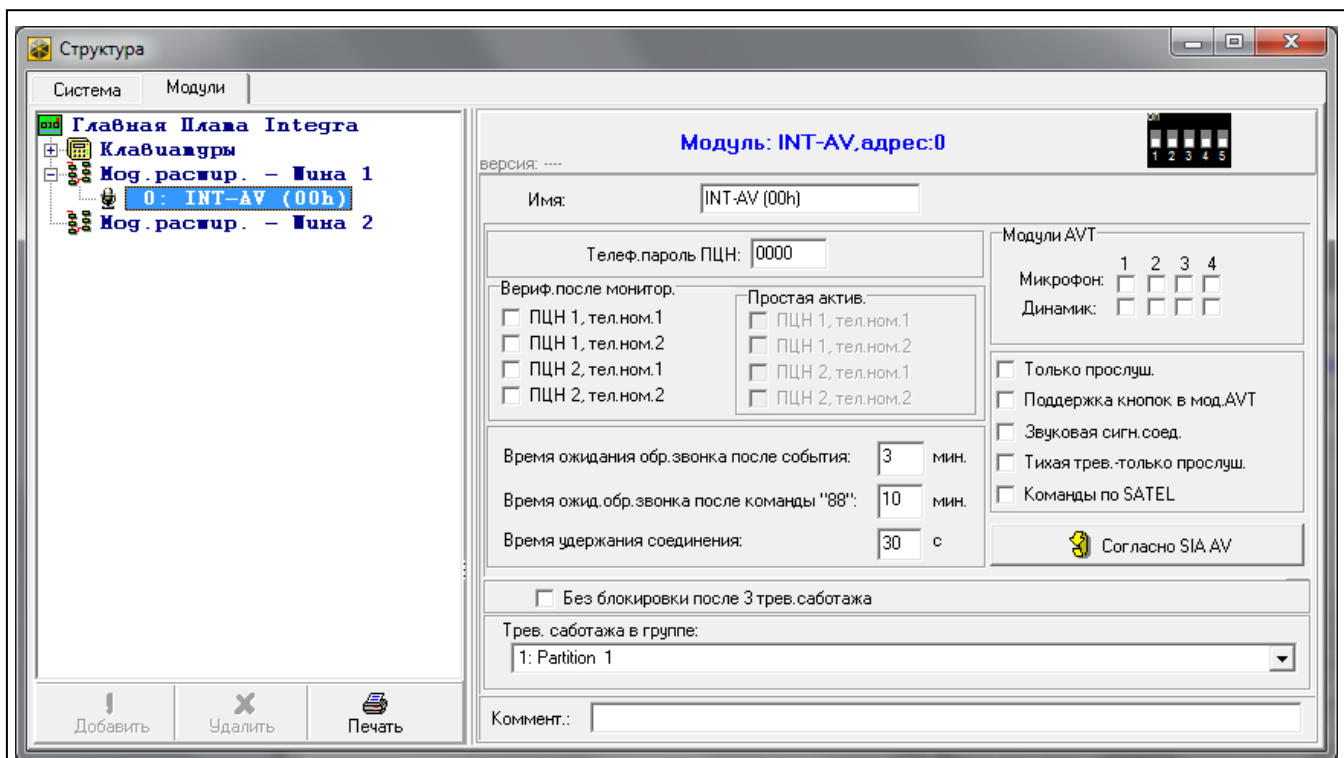 Структура
Система Модули
Главная Плата Integra
Клавиатуры
Мод.расшир. – Шина 1
0: INT-AV (00h)
Мод.расшир. – Шина 2
Добавить Удалить Печать
Модуль: INT-AV,адрес:0
версия: ----
on
1 2 3 4 5
Имя: INT-AV (00h)
Телеф.пароль ПЦН: 0000
Вериф.после монитор.
ПЦН 1, тел.ном.1
ПЦН 1, тел.ном.2
ПЦН 2, тел.ном.1
ПЦН 2, тел.ном.2
Простая актив.
ПЦН 1, тел.ном.1
ПЦН 1, тел.ном.2
ПЦН 2, тел.ном.1
ПЦН 2, тел.ном.2
Модули AVT
1 2 3 4
Микрофон:
Динамик:
Только прослуш.
Поддержка кнопок в мод.AVT
Звуковая сигн.соед.
Тихая трев.-только прослуш.
Команды по SATEL
Время ожидания обр.звонка после события: 3 мин.
Время ожид.обр.звонка после команды "88": 10 мин.
Время удержания соединения: 30 с
Согласно SIA AV
Без блокировки после 3 трев.саботажа
Трев. саботажа в группе:
1: Partition 1
Коммент.: